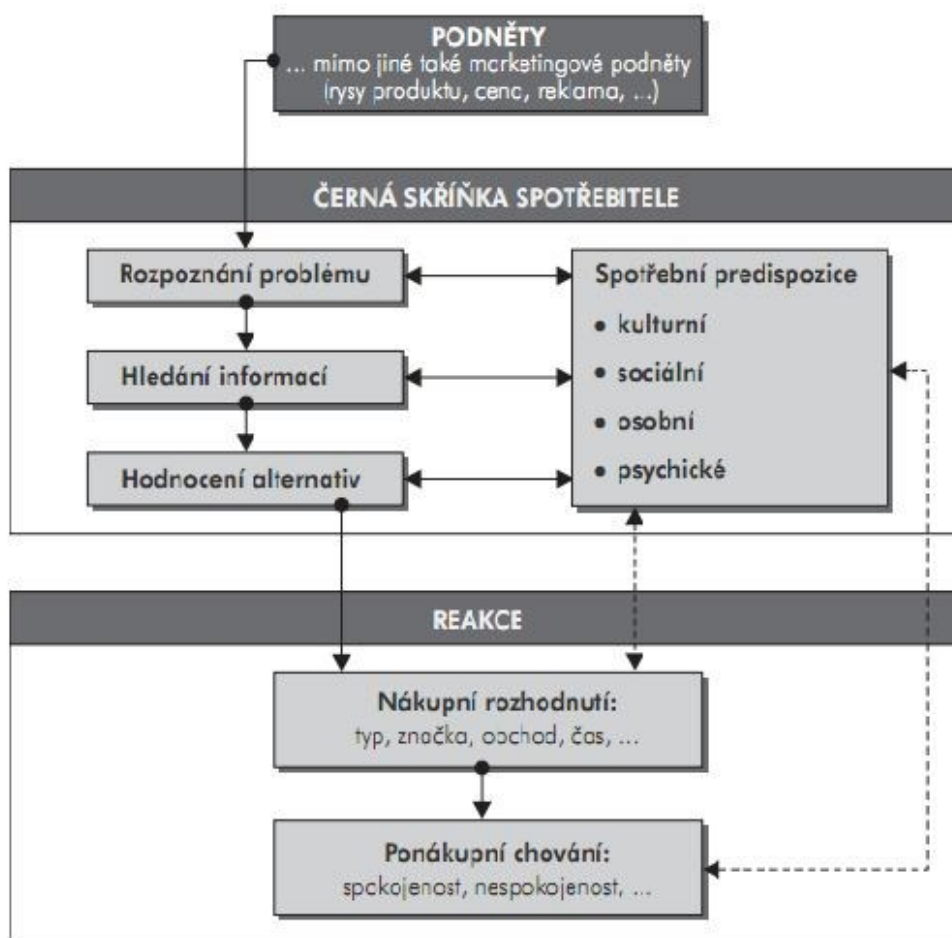 PODNĚTY
... mimo jiné také marketingové podněty
(rysy produktu, cena, reklama, ...)
ČERNÁ SKŘÍŇKA SPOTŘEBITELE
Rozpoznání problému
Hledání informací
Hodnocení alternativ
Spotřební predispozice
• kulturní
• sociální
• osobní
• psychické
REAKCE
Nákupní rozhodnutí:
typ, značka, obchod, čas, ...
Ponákupní chování:
spokojenost, nespokojenost, ...